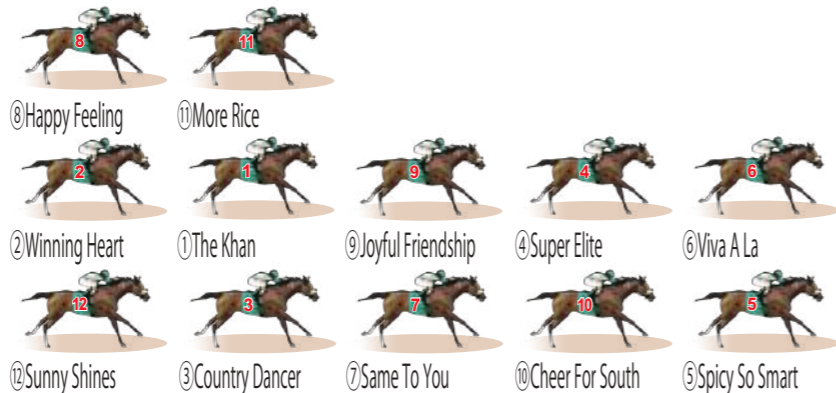 8 11
⑧Happy Feeling ⑪More Rice
2 1 9 4 6
②Winning Heart ①The Khan ⑨Joyful Friendship ④Super Elite ⑥Viva A La
12 3 7 10 5
⑫Sunny Shines ③Country Dancer ⑦Same To You ⑩Cheer For South ⑤Spicy So Smart